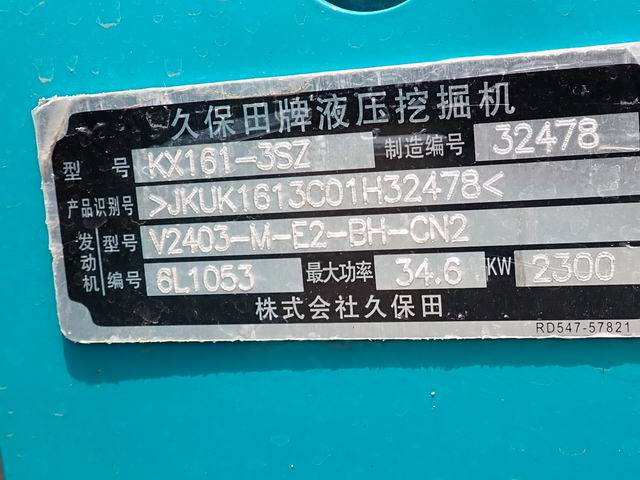 久保田牌液压挖掘机
型 号 KX161-3SZ 制造编号 32478
产品识别号 >JKUK1613C01H32478<
发动机 型号 V2403-M-E2-BH-CN2
编号 6L1053 最大功率 34.6 KW 2300
株式会社久保田
RD547-57821